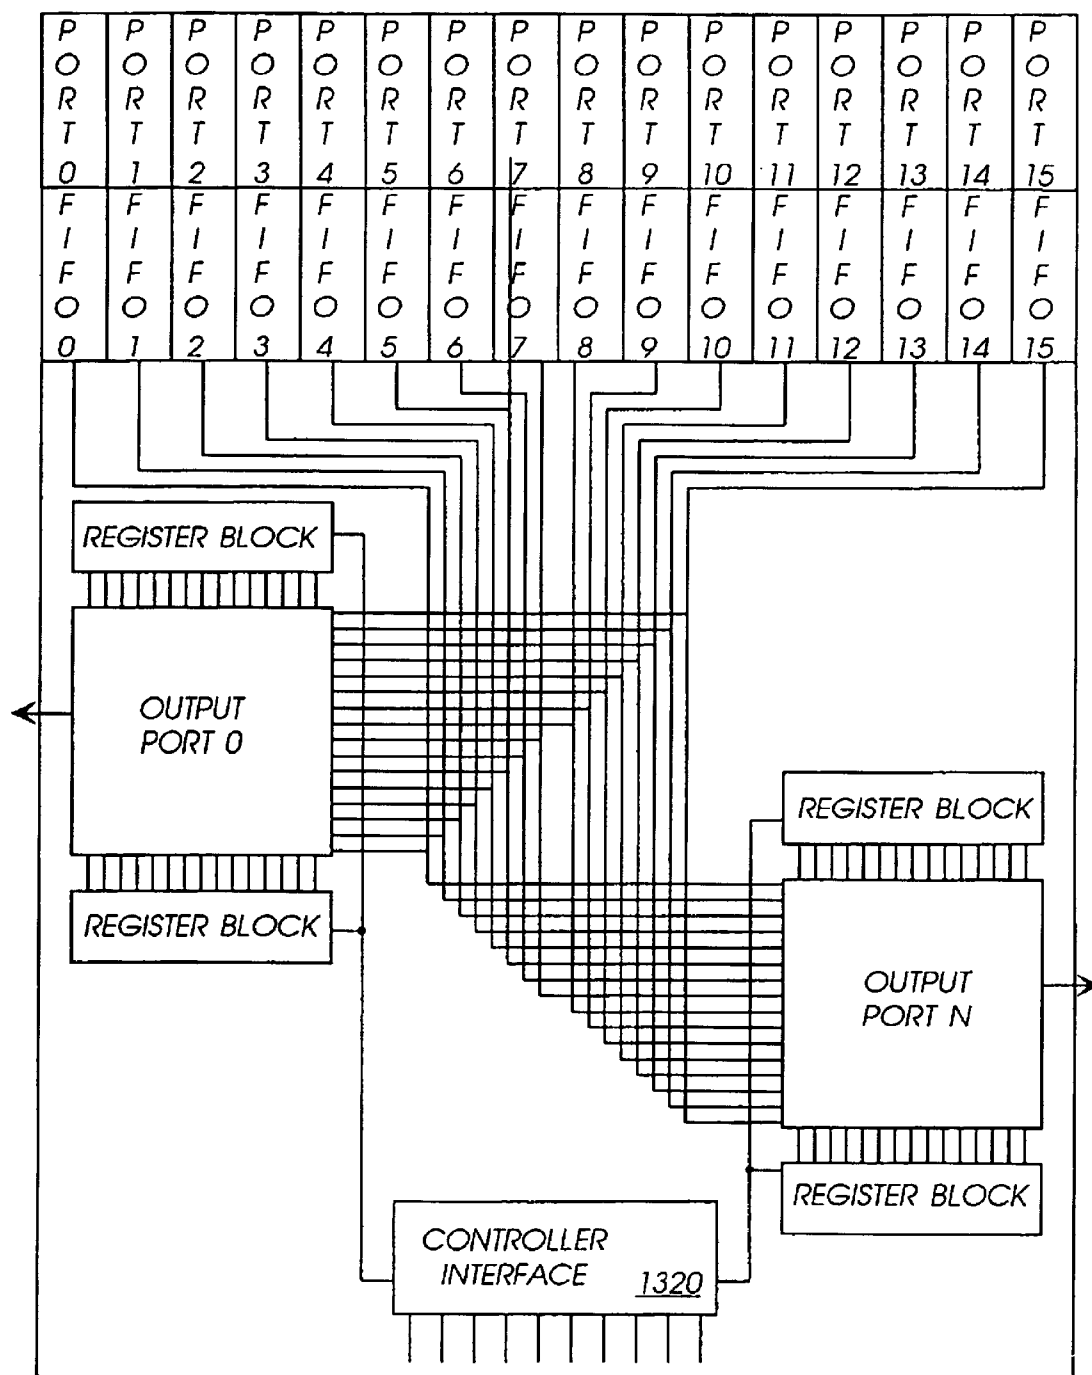 PORT 0
PORT 1
PORT 2
PORT 3
PORT 4
PORT 5
PORT 6
PORT 7
PORT 8
PORT 9
PORT 10
PORT 11
PORT 12
PORT 13
PORT 14
PORT 15
FIFO 0
FIFO 1
FIFO 2
FIFO 3
FIFO 4
FIFO 5
FIFO 6
FIFO 7
FIFO 8
FIFO 9
FIFO 10
FIFO 11
FIFO 12
FIFO 13
FIFO 14
FIFO 15
REGISTER BLOCK
OUTPUT
PORT 0
REGISTER BLOCK
REGISTER BLOCK
OUTPUT
PORT N
REGISTER BLOCK
CONTROLLER
INTERFACE
1320